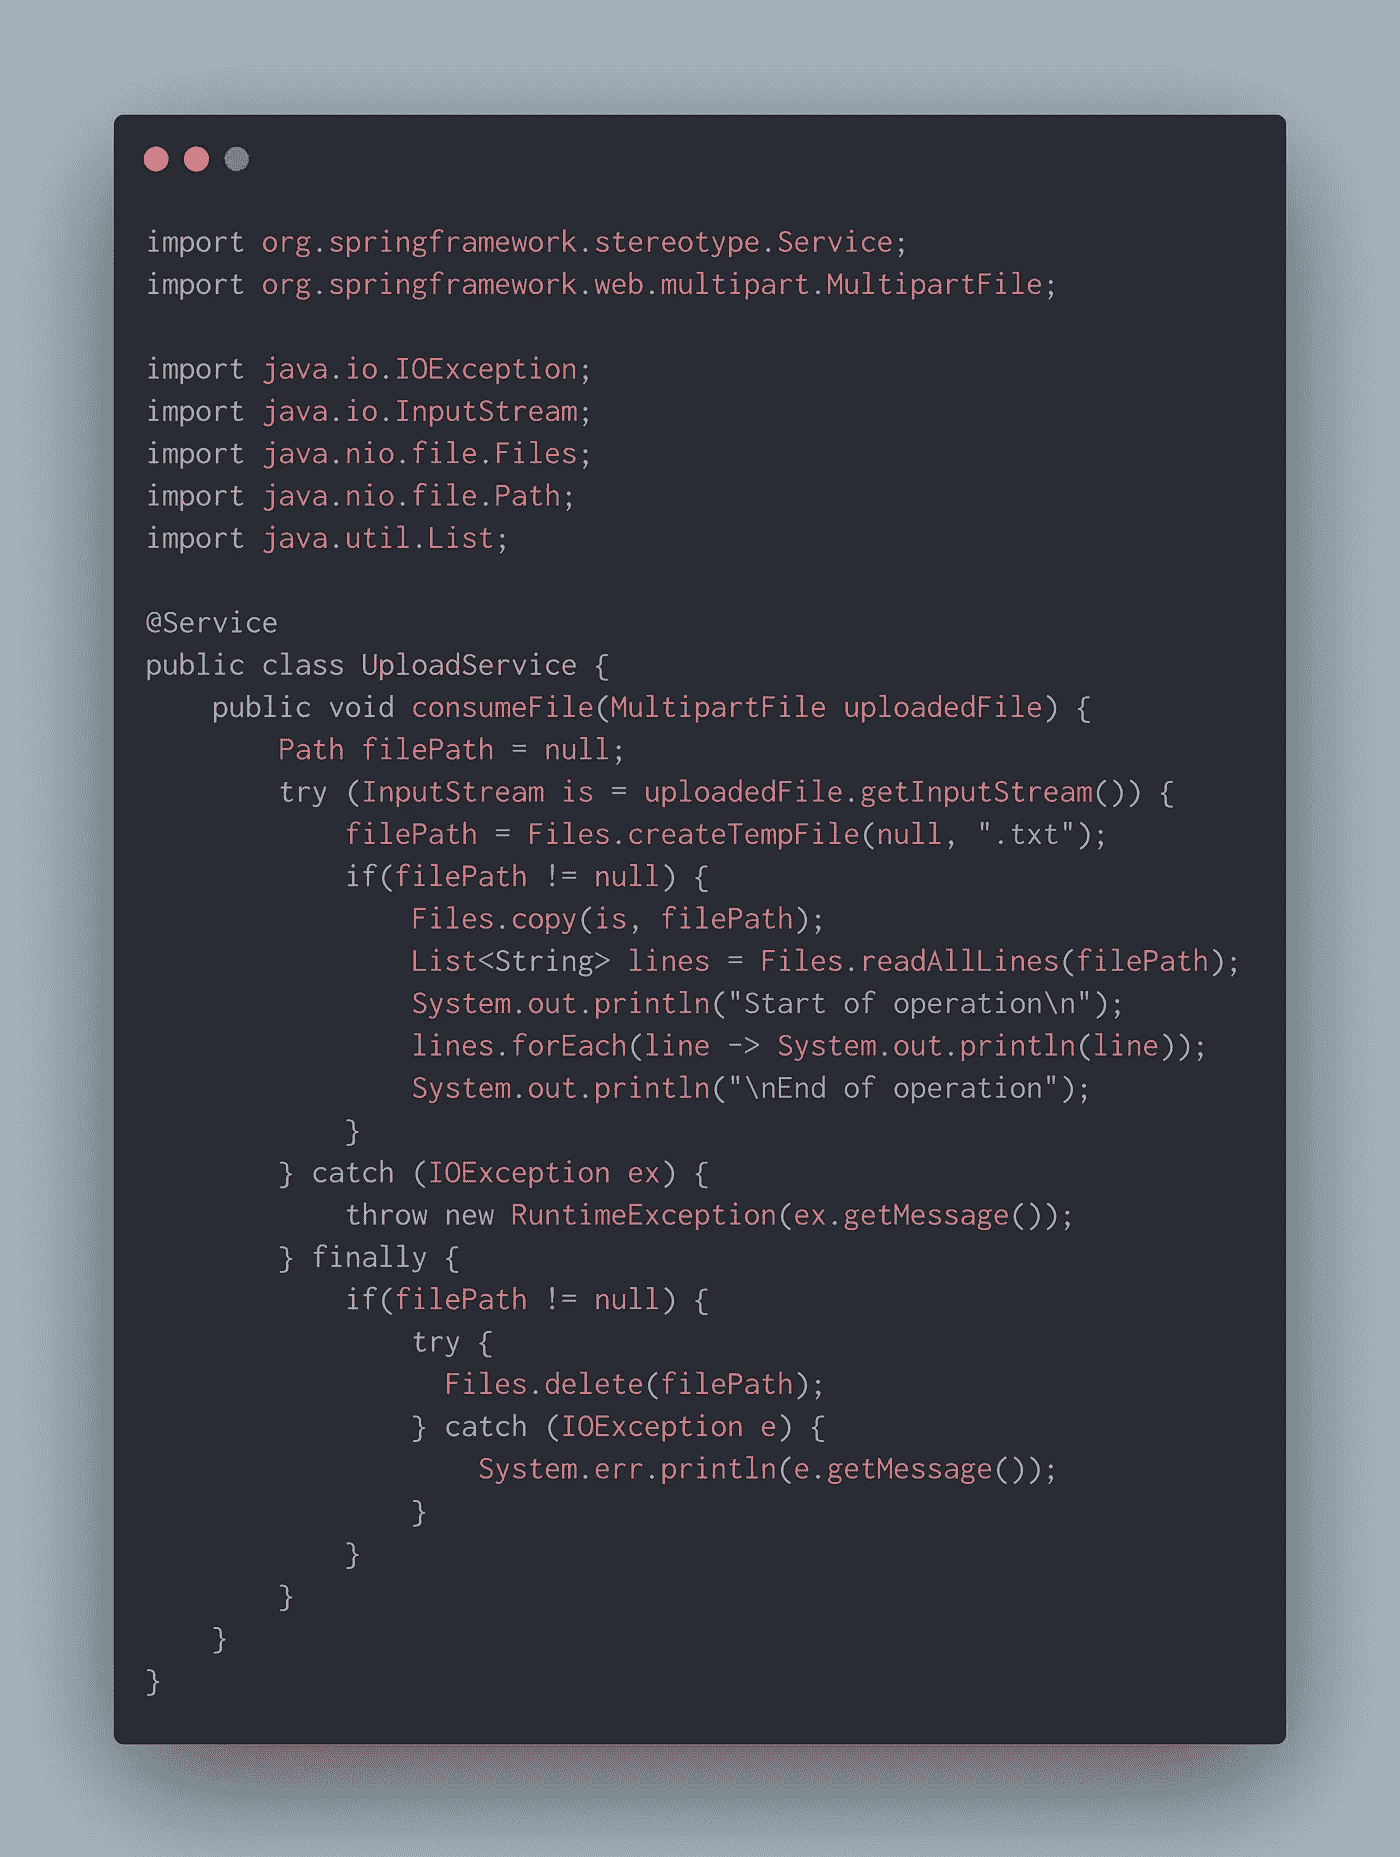 import org.springframework.stereotype.Service;
import org.springframework.web.multipart.MultipartFile;

import java.io.IOException;
import java.io.InputStream;
import java.nio.file.Files;
import java.nio.file.Path;
import java.util.List;

@Service
public class UploadService {
    public void consumeFile(MultipartFile uploadedFile) {
        Path filePath = null;
        try (InputStream is = uploadedFile.getInputStream()) {
            filePath = Files.createTempFile(null, ".txt");
            if(filePath != null) {
                Files.copy(is, filePath);
                List<String> lines = Files.readAllLines(filePath);
                System.out.println("Start of operation\n");
                lines.forEach(line -> System.out.println(line));
                System.out.println("\nEnd of operation");
            }
        } catch (IOException ex) {
            throw new RuntimeException(ex.getMessage());
        } finally {
            if(filePath != null) {
                try {
                  Files.delete(filePath);
                } catch (IOException e) {
                    System.err.println(e.getMessage());
                }
            }
        }
    }
}